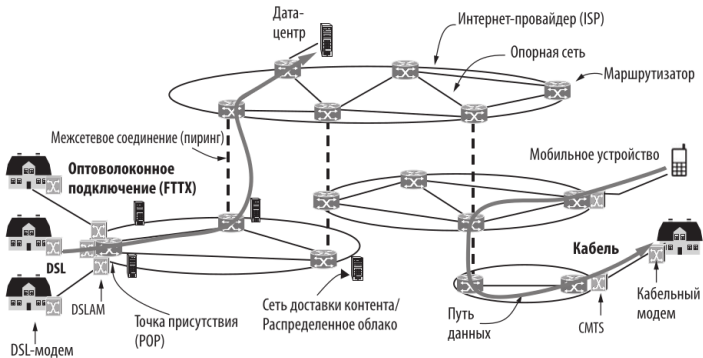 Дата-
центр
Интернет-провайдер (ISP)
Опорная сеть
Маршрутизатор
Межсетевое соединение (пиринг)
Мобильное устройство
Оптоволоконное
подключение (FTTX)
DSL
Кабель
DSLAM
Точка присутствия
(POP)
Сеть доставки контента/
Распределенное облако
Путь
данных
CMTS
Кабельный
модем
DSL-модем